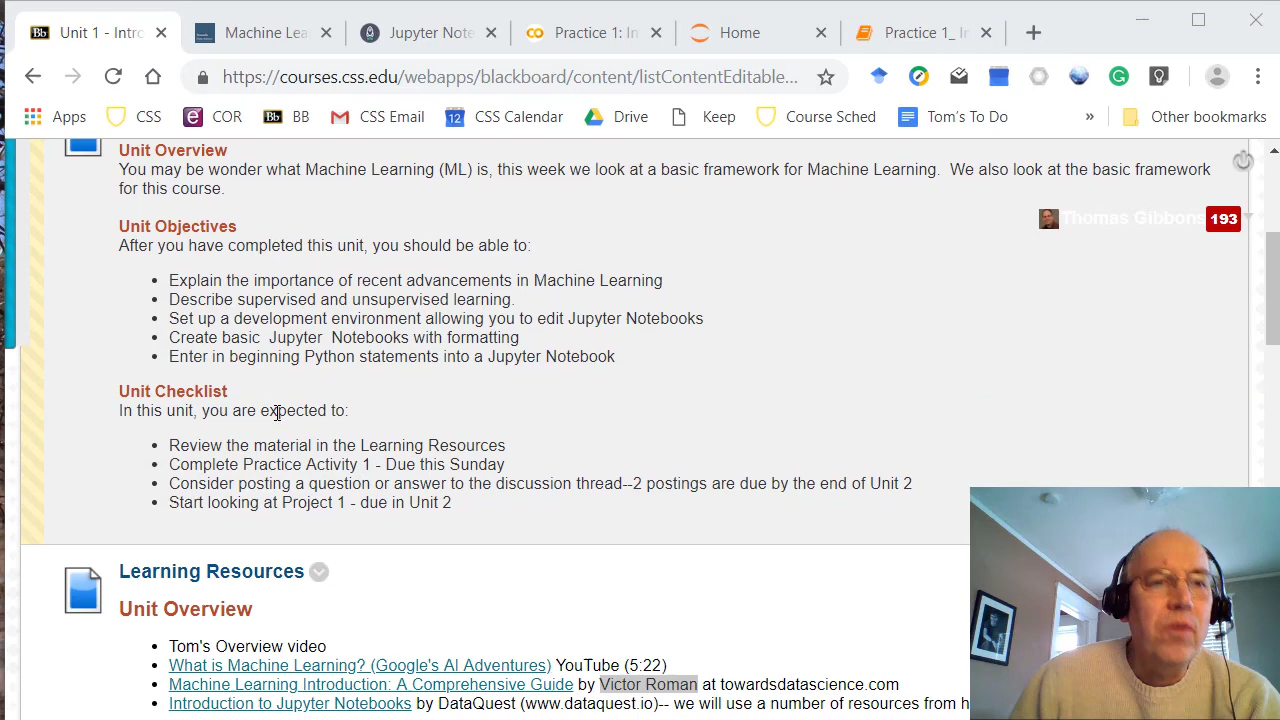 Unit 1 - Intro
Machine Lea
Jupyter Note
Practice 1: In
Home
Practice 1_ In
https://courses.css.edu/webapps/blackboard/content/listContentEditable...
Apps
CSS
COR
Bb
BB
CSS Email
12
CSS Calendar
Drive
Keep
Course Sched
Tom's To Do
»
Other bookmarks
Unit Overview
You may be wonder what Machine Learning (ML) is, this week we look at a basic framework for Machine Learning. We also look at the basic framework
for this course.
Thomas Gibbons 193
Unit Objectives
After you have completed this unit, you should be able to:
• Explain the importance of recent advancements in Machine Learning
• Describe supervised and unsupervised learning.
• Set up a development environment allowing you to edit Jupyter Notebooks
• Create basic Jupyter Notebooks with formatting
• Enter in beginning Python statements into a Jupyter Notebook
Unit Checklist
In this unit, you are expected to:
• Review the material in the Learning Resources
• Complete Practice Activity 1 - Due this Sunday
• Consider posting a question or answer to the discussion thread--2 postings are due by the end of Unit 2
• Start looking at Project 1 - due in Unit 2
Learning Resources
Unit Overview
• Tom's Overview video
• What is Machine Learning? (Google's AI Adventures) YouTube (5:22)
• Machine Learning Introduction: A Comprehensive Guide by Victor Roman at towardsdatascience.com
• Introduction to Jupyter Notebooks by DataQuest (www.dataquest.io)-- we will use a number of resources from h